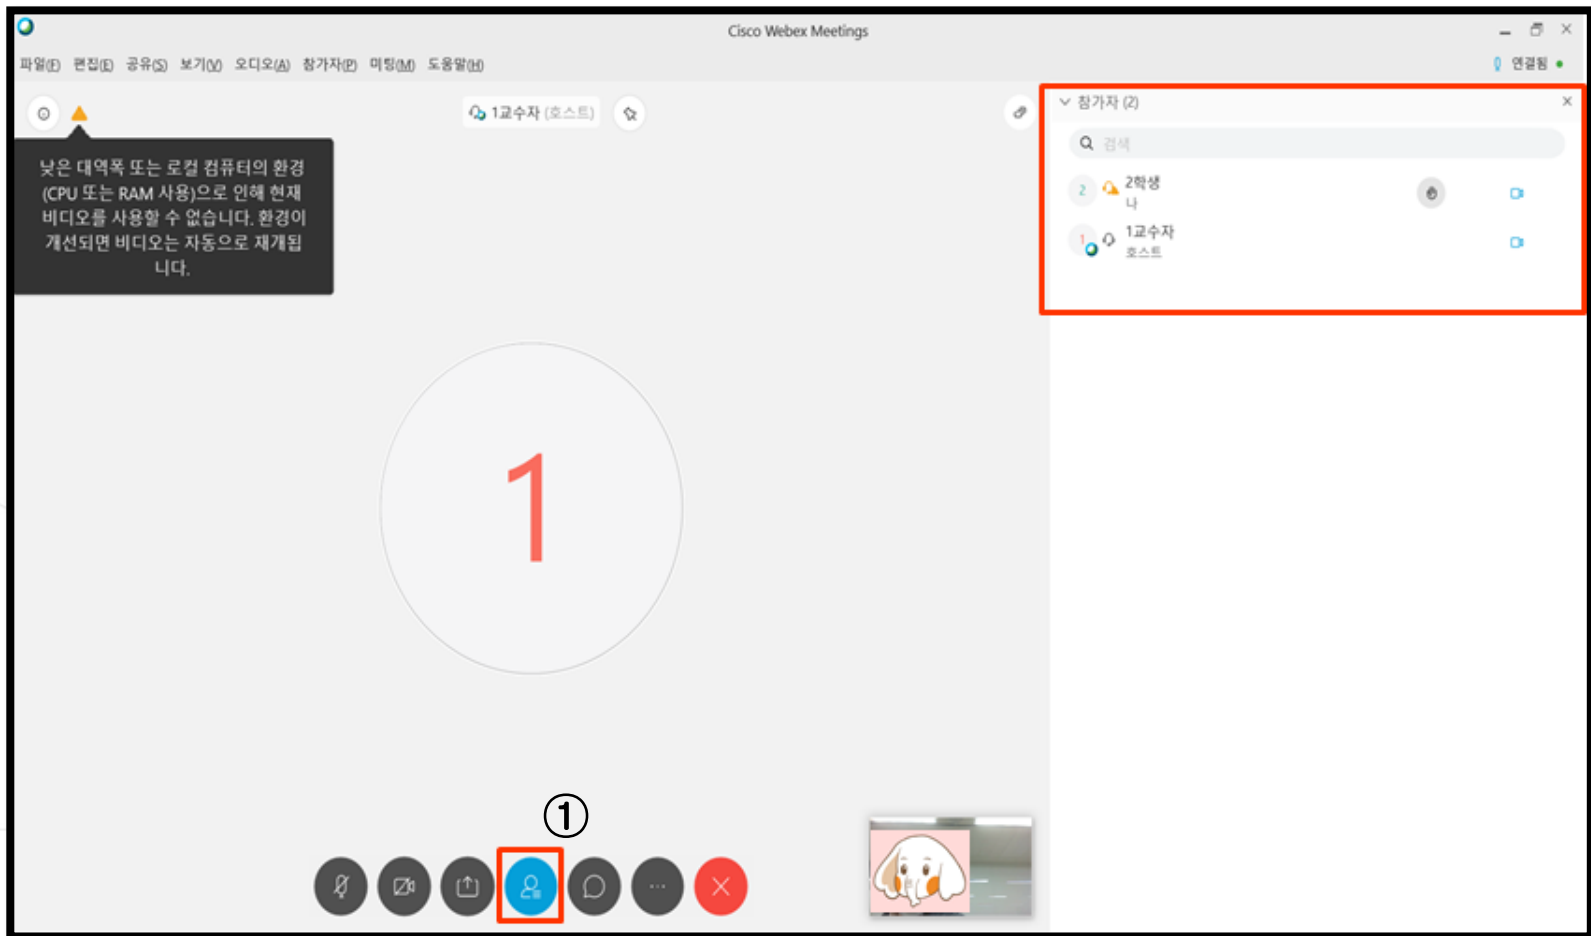 Cisco Webex Meetings
파일(F) 편집(E) 공유(S) 보기(V) 오디오(A) 참가자(P) 미팅(M) 도움말(H)
연결됨
1교수자 (호스트)
낮은 대역폭 또는 로컬 컴퓨터의 환경
(CPU 또는 RAM 사용)으로 인해 현재
비디오를 사용할 수 없습니다. 환경이
개선되면 비디오는 자동으로 재개됩
니다.
참가자 (2)
검색
2 2학생
나
1 1교수자
호스트
1
①